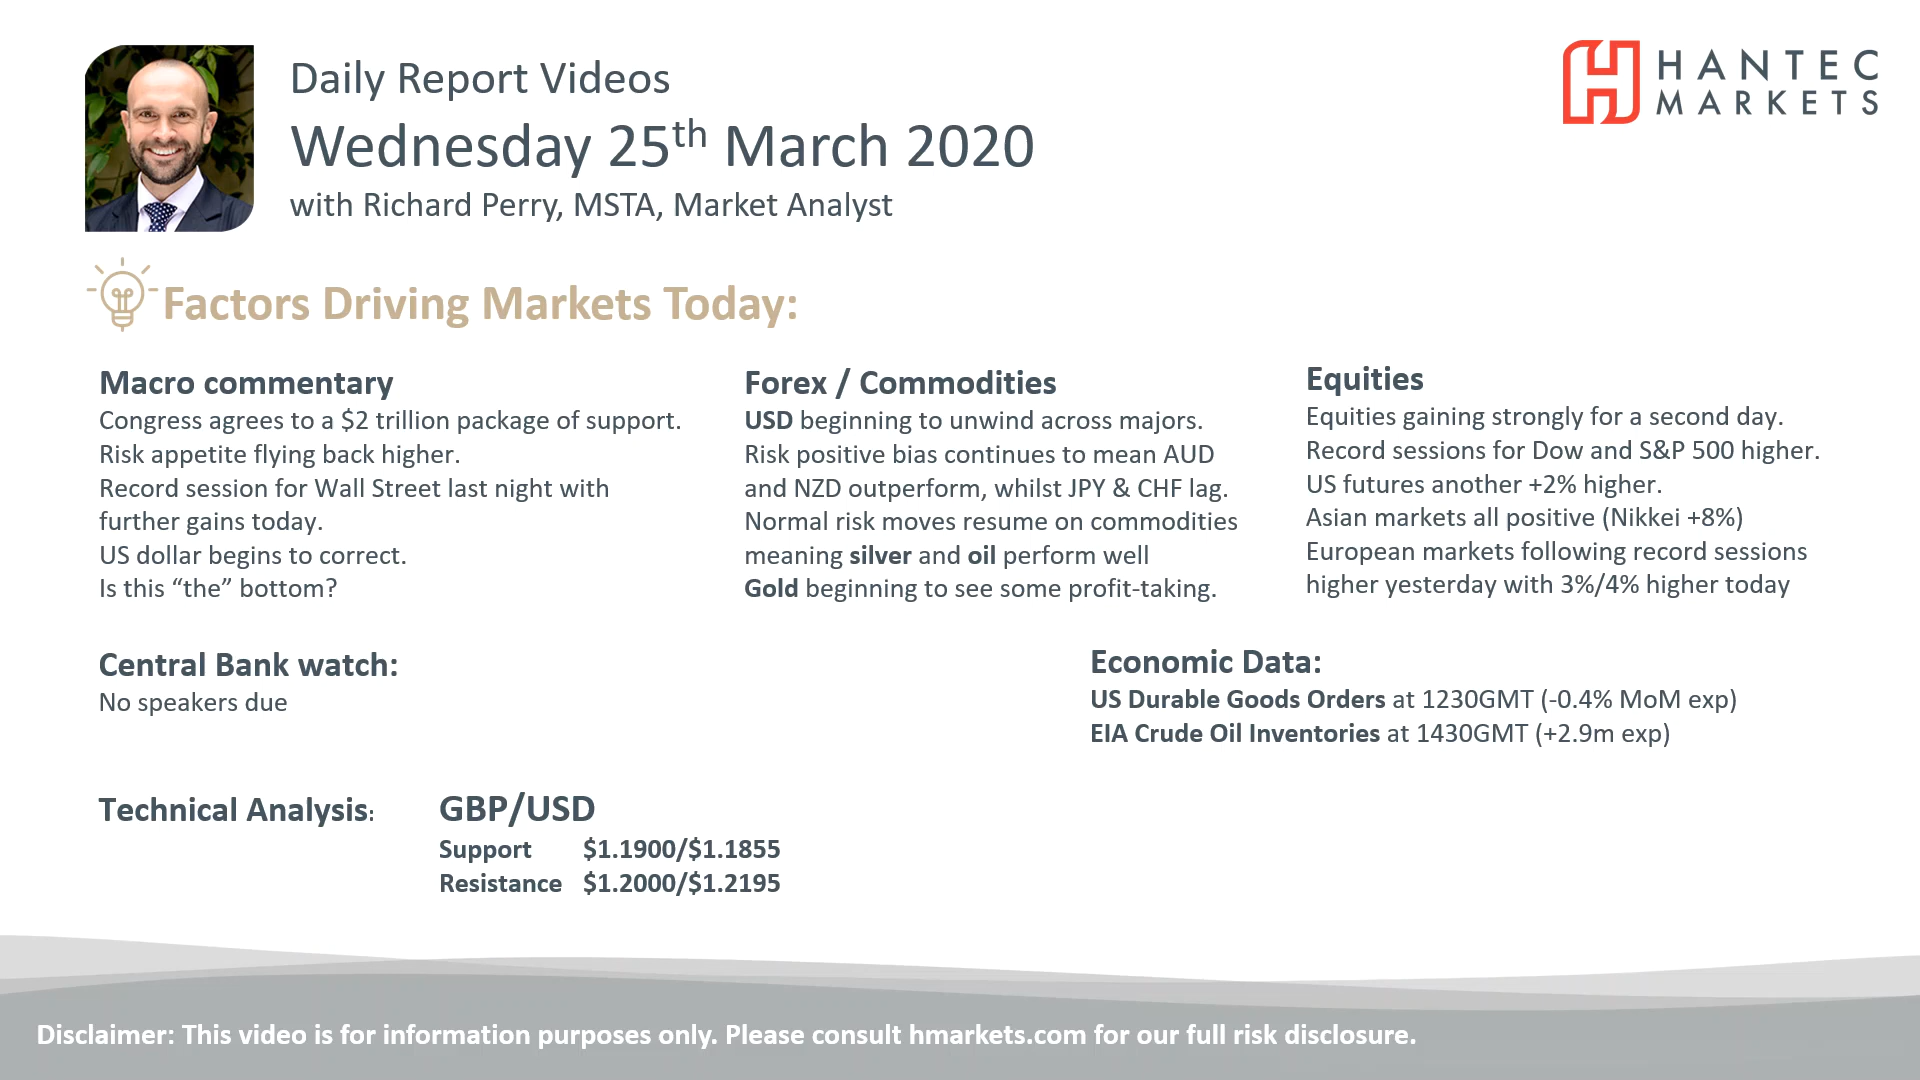 Daily Report Videos
Wednesday 25th March 2020
with Richard Perry, MSTA, Market Analyst
HANTEC
MARKETS
Factors Driving Markets Today:
Macro commentary
Congress agrees to a $2 trillion package of support.
Risk appetite flying back higher.
Record session for Wall Street last night with
further gains today.
US dollar begins to correct.
Is this “the” bottom?
Forex / Commodities
USD beginning to unwind across majors.
Risk positive bias continues to mean AUD
and NZD outperform, whilst JPY & CHF lag.
Normal risk moves resume on commodities
meaning silver and oil perform well
Gold beginning to see some profit-taking.
Equities
Equities gaining strongly for a second day.
Record sessions for Dow and S&P 500 higher.
US futures another +2% higher.
Asian markets all positive (Nikkei +8%)
European markets following record sessions
higher yesterday with 3%/4% higher today
Central Bank watch:
No speakers due
Economic Data:
US Durable Goods Orders at 1230GMT (-0.4% MoM exp)
EIA Crude Oil Inventories at 1430GMT (+2.9m exp)
Technical Analysis:
GBP/USD
Support $1.1900/$1.1855
Resistance $1.2000/$1.2195
Disclaimer: This video is for information purposes only. Please consult hmarkets.com for our full risk disclosure.